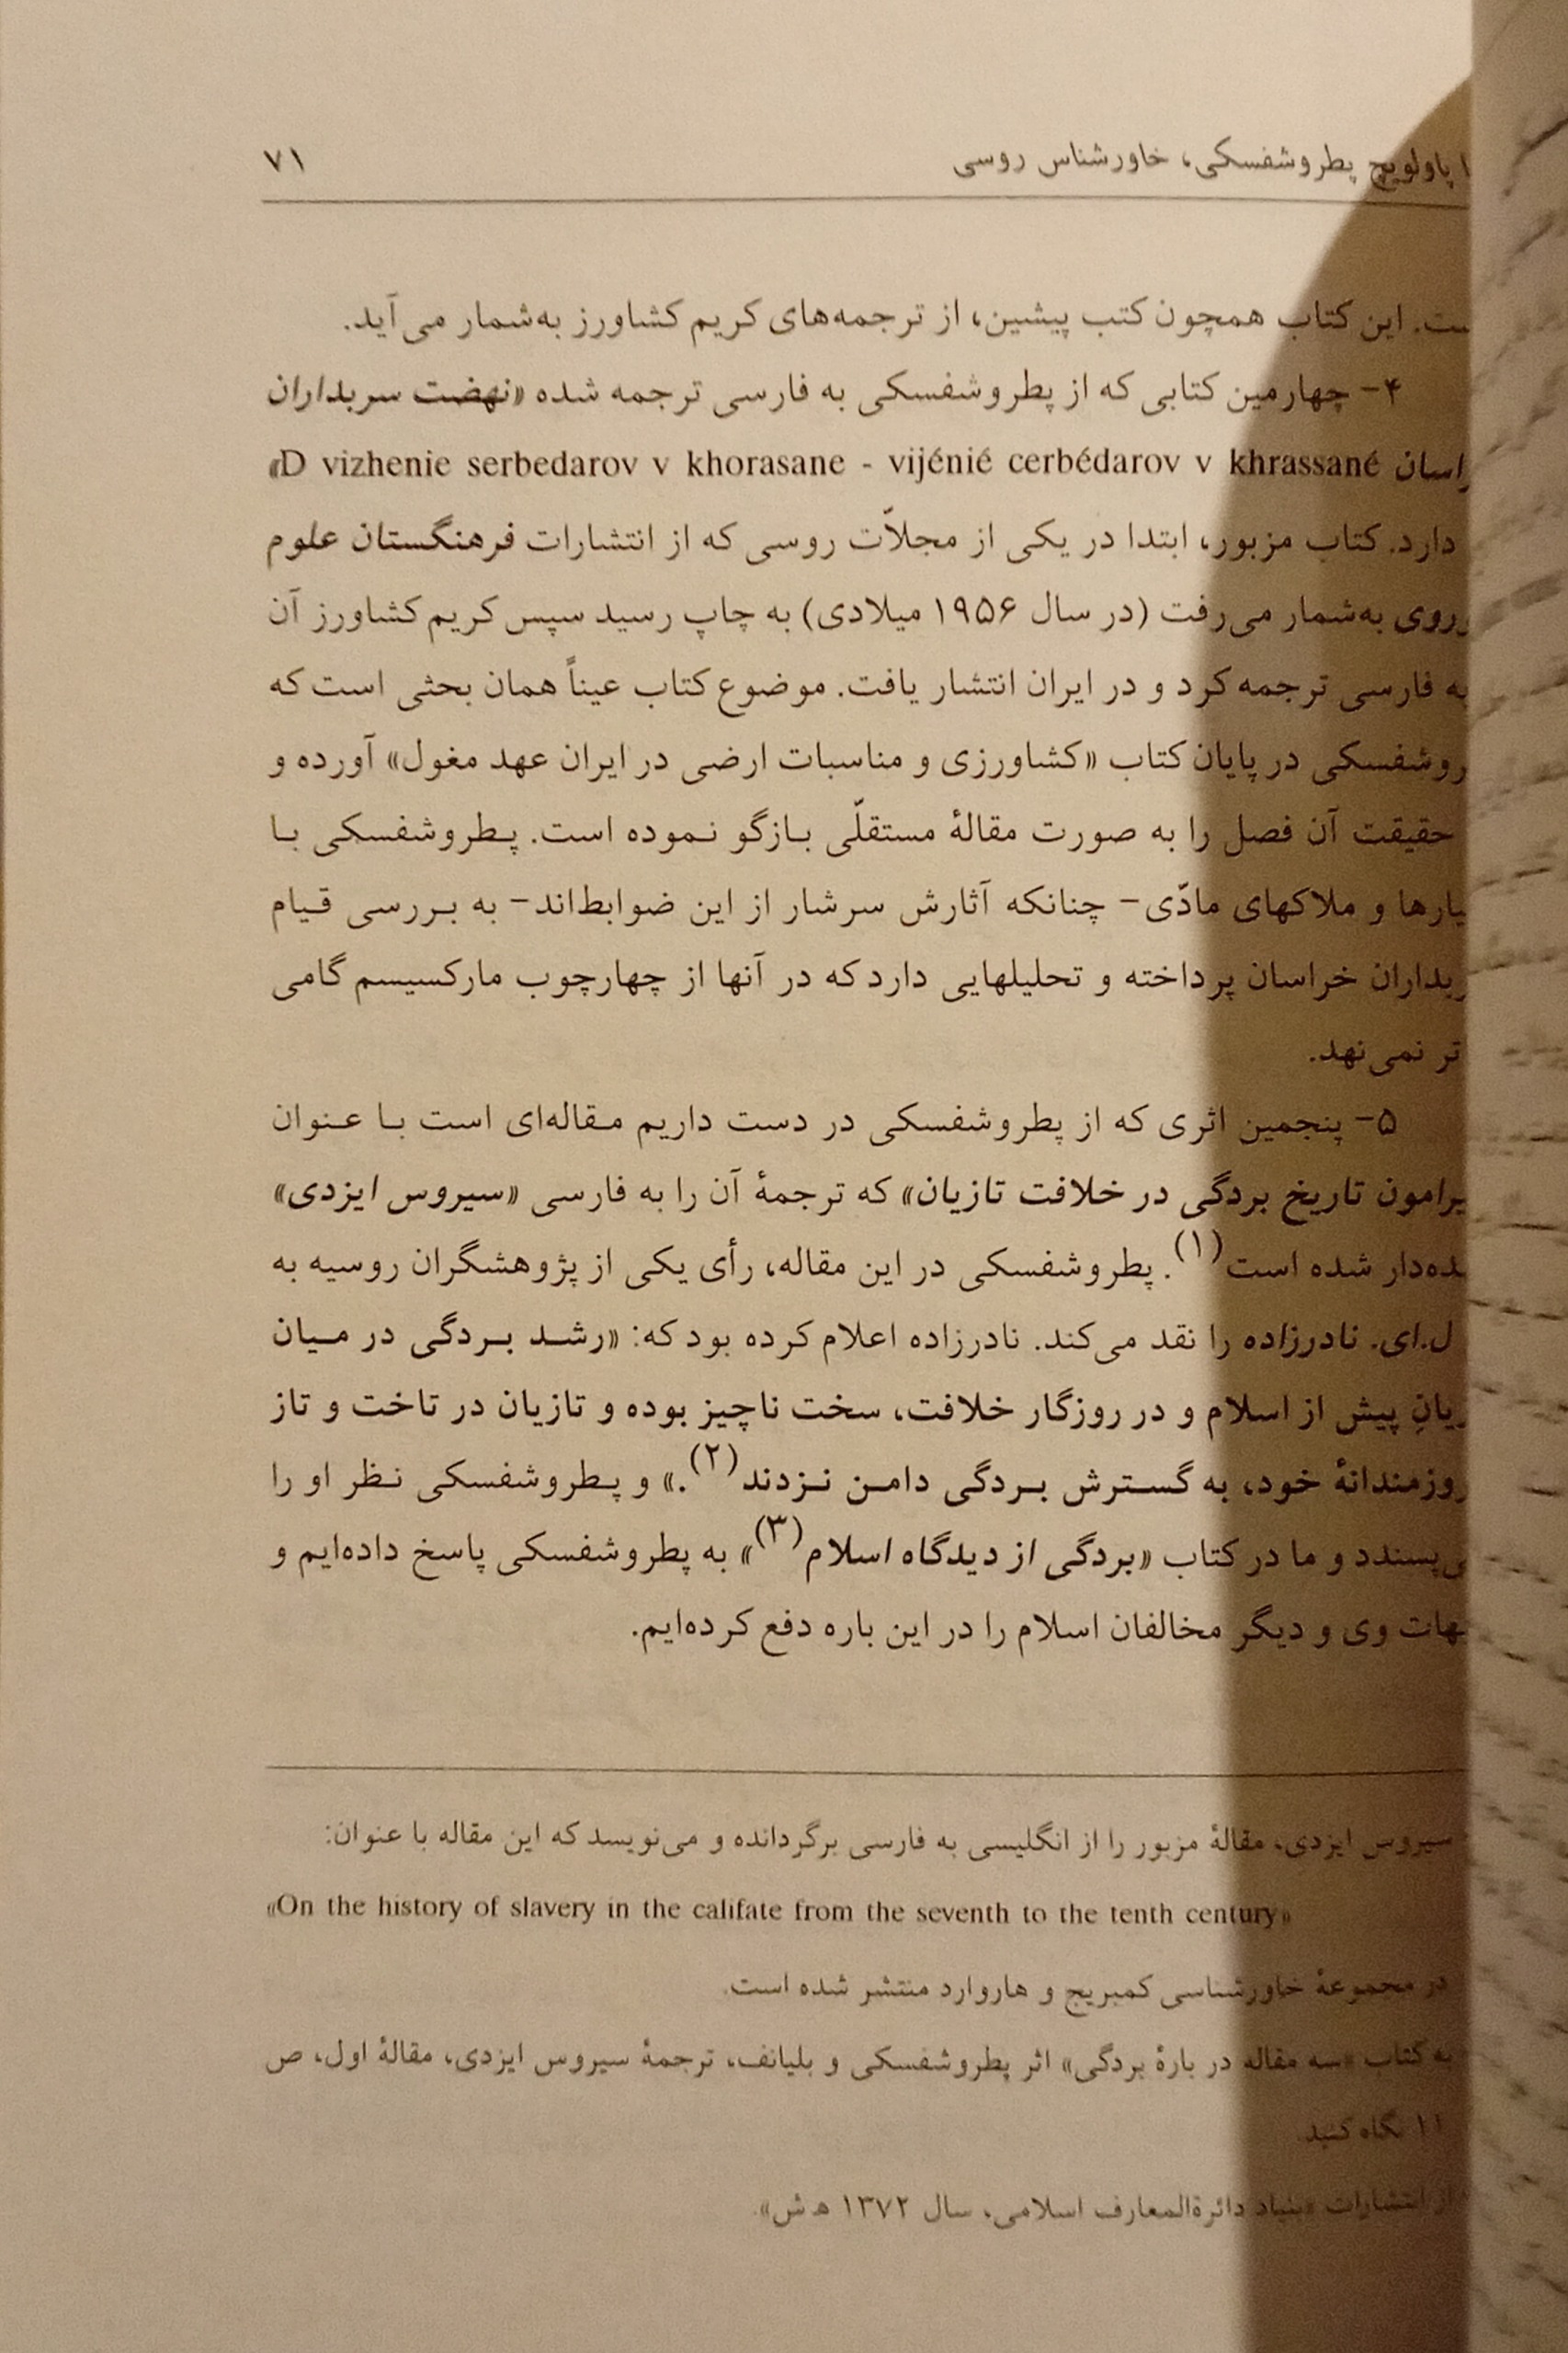 پاولویچ پطروشفسکی، خاورشناس روسی ۷۱
این کتاب همچون کتب پیشین، از ترجمه‌های کریم کشاورز به‌شمار می‌آید.
۴- چهارمین کتابی که از پطروشفسکی به فارسی ترجمه شده «نهضت سربداران
«D vizhenie serbedarov v khorasane - vijénié cerbédarov v khrassané
دارد. کتاب مزبور، ابتدا در یکی از مجلاّت روسی که از انتشارات فرهنگستان علوم
به‌شمار می‌رفت (در سال ۱۹۵۶ میلادی) به چاپ رسید سپس کریم کشاورز آن
به فارسی ترجمه کرد و در ایران انتشار یافت. موضوع کتاب عیناً همان بحثی است که
در پایان کتاب «کشاورزی و مناسبات ارضی در ایران عهد مغول» آورده و
حقیقت آن فصل را به صورت مقالهٔ مستقلّی بازگو نموده است. پطروشفسکی با
و ملاکهای مادّی- چنانکه آثارش سرشار از این ضوابط‌اند- به بررسی قیام
خراسان پرداخته و تحلیلهایی دارد که در آنها از چهارچوب مارکسیسم گامی
تر نمی‌نهد.
۵- پنجمین اثری که از پطروشفسکی در دست داریم مقاله‌ای است با عنوان
تاریخ بردگی در خلافت تازیان» که ترجمهٔ آن را به فارسی «سیروس ایزدی»
شده است(۱). پطروشفسکی در این مقاله، رأی یکی از پژوهشگران روسیه به
ل.ای. نادرزاده را نقد می‌کند. نادرزاده اعلام کرده بود که: «رشد بردگی در میان
پیش از اسلام و در روزگار خلافت، سخت ناچیز بوده و تازیان در تاخت و تاز
خود، به گسترش بردگی دامن نزدند(۲).» و پطروشفسکی نظر او را
و ما در کتاب «بردگی از دیدگاه اسلام(۳)» به پطروشفسکی پاسخ داده‌ایم و
وی و دیگر مخالفان اسلام را در این باره دفع کرده‌ایم.
سیروس ایزدی، مقالهٔ مزبور را از انگلیسی به فارسی برگردانده و می‌نویسد که این مقاله با عنوان:
«On the history of slavery in the califate from the seventh to the tenth century»
در مجموعهٔ خاورشناسی کمبریج و هاروارد منتشر شده است.
به کتاب «سه مقاله در بارهٔ بردگی» اثر پطروشفسکی و بلیانف، ترجمهٔ سیروس ایزدی، مقالهٔ اول، ص
۱۱ نگاه کنید.
از انتشارات «بنیاد دائرةالمعارف اسلامی، سال ۱۳۷۲ ه‍ ش».